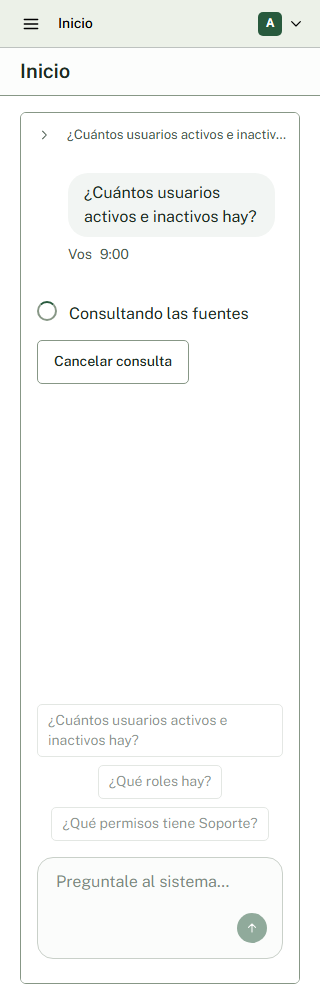 Inicio
A
Inicio
¿Cuántos usuarios activos e inactiv...
¿Cuántos usuarios
activos e inactivos hay?
Vos 9:00
Consultando las fuentes
Cancelar consulta
¿Cuántos usuarios activos e
inactivos hay?
¿Qué roles hay?
¿Qué permisos tiene Soporte?
Preguntale al sistema...